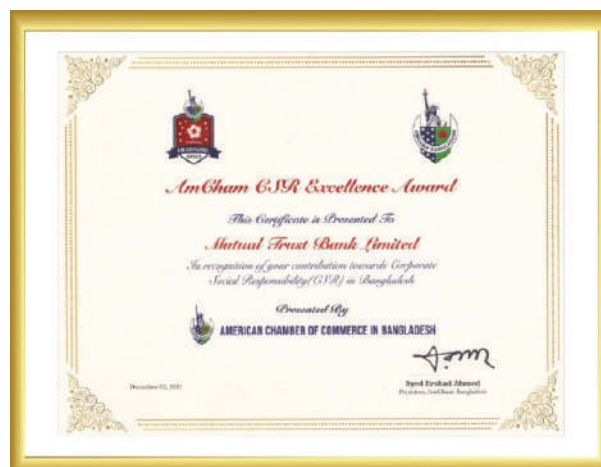 AmCham CSR Excellence Award
This Certificate is Presented To
Mutual Trust Bank Limited
In recognition of your contribution towards Corporate
Social Responsibility(CSR) in Bangladesh
Presented By
AMERICAN CHAMBER OF COMMERCE IN BANGLADESH
Syed Ershad Ahmed
President, AmCham Bangladesh